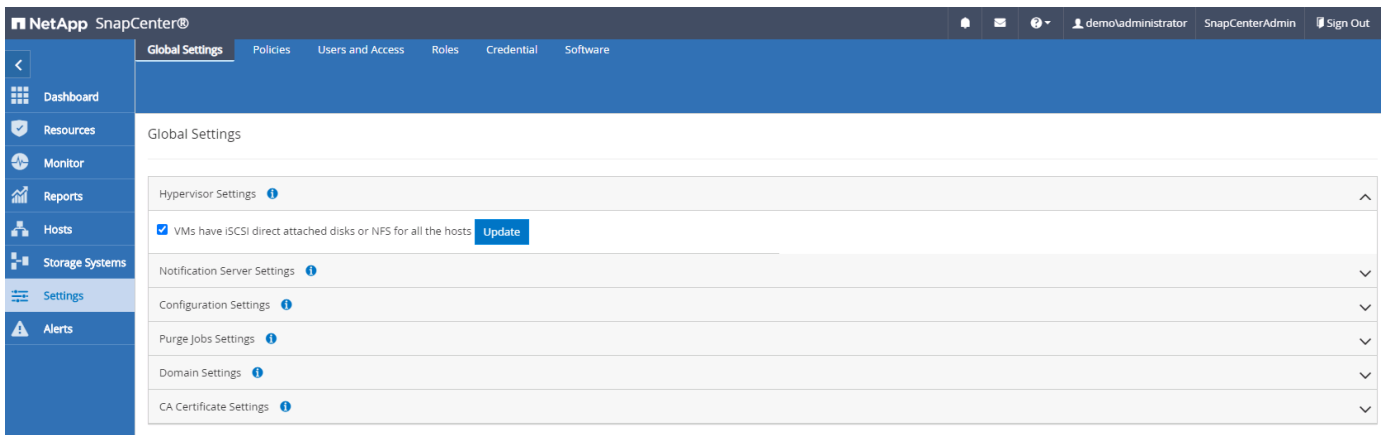 NetApp SnapCenter®
demo\administrator SnapCenterAdmin Sign Out
Global Settings Policies Users and Access Roles Credential Software
Dashboard
Resources
Monitor
Reports
Hosts
Storage Systems
Settings
Alerts
Global Settings
Hypervisor Settings
VMs have iSCSI direct attached disks or NFS for all the hosts Update
Notification Server Settings
Configuration Settings
Purge Jobs Settings
Domain Settings
CA Certificate Settings